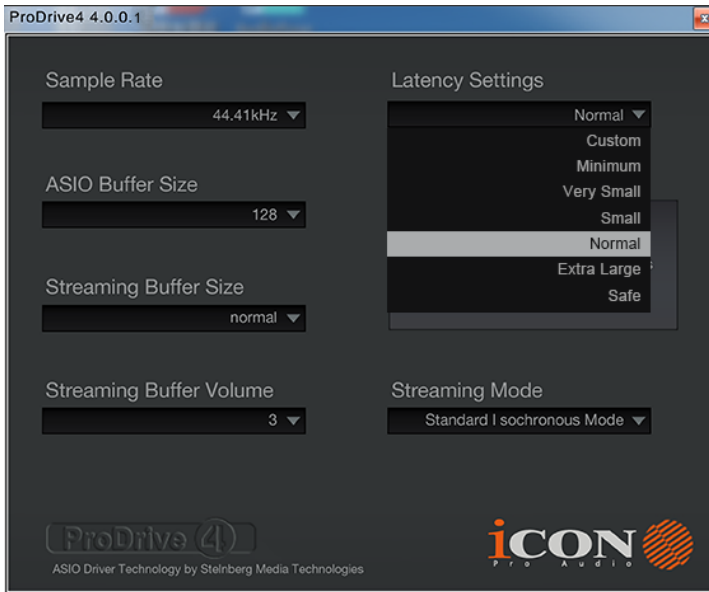 ProDrive4 4.0.0.1
Sample Rate
44.41kHz
ASIO Buffer Size
128
Streaming Buffer Size
normal
Streaming Buffer Volume
3
Latency Settings
Normal
Custom
Minimum
Very Small
Small
Normal
Extra Large
Safe
Streaming Mode
Standard I sochronous Mode
ProDrive 4
ASIO Driver Technology by Steinberg Media Technologies
iCON
Pro Audio